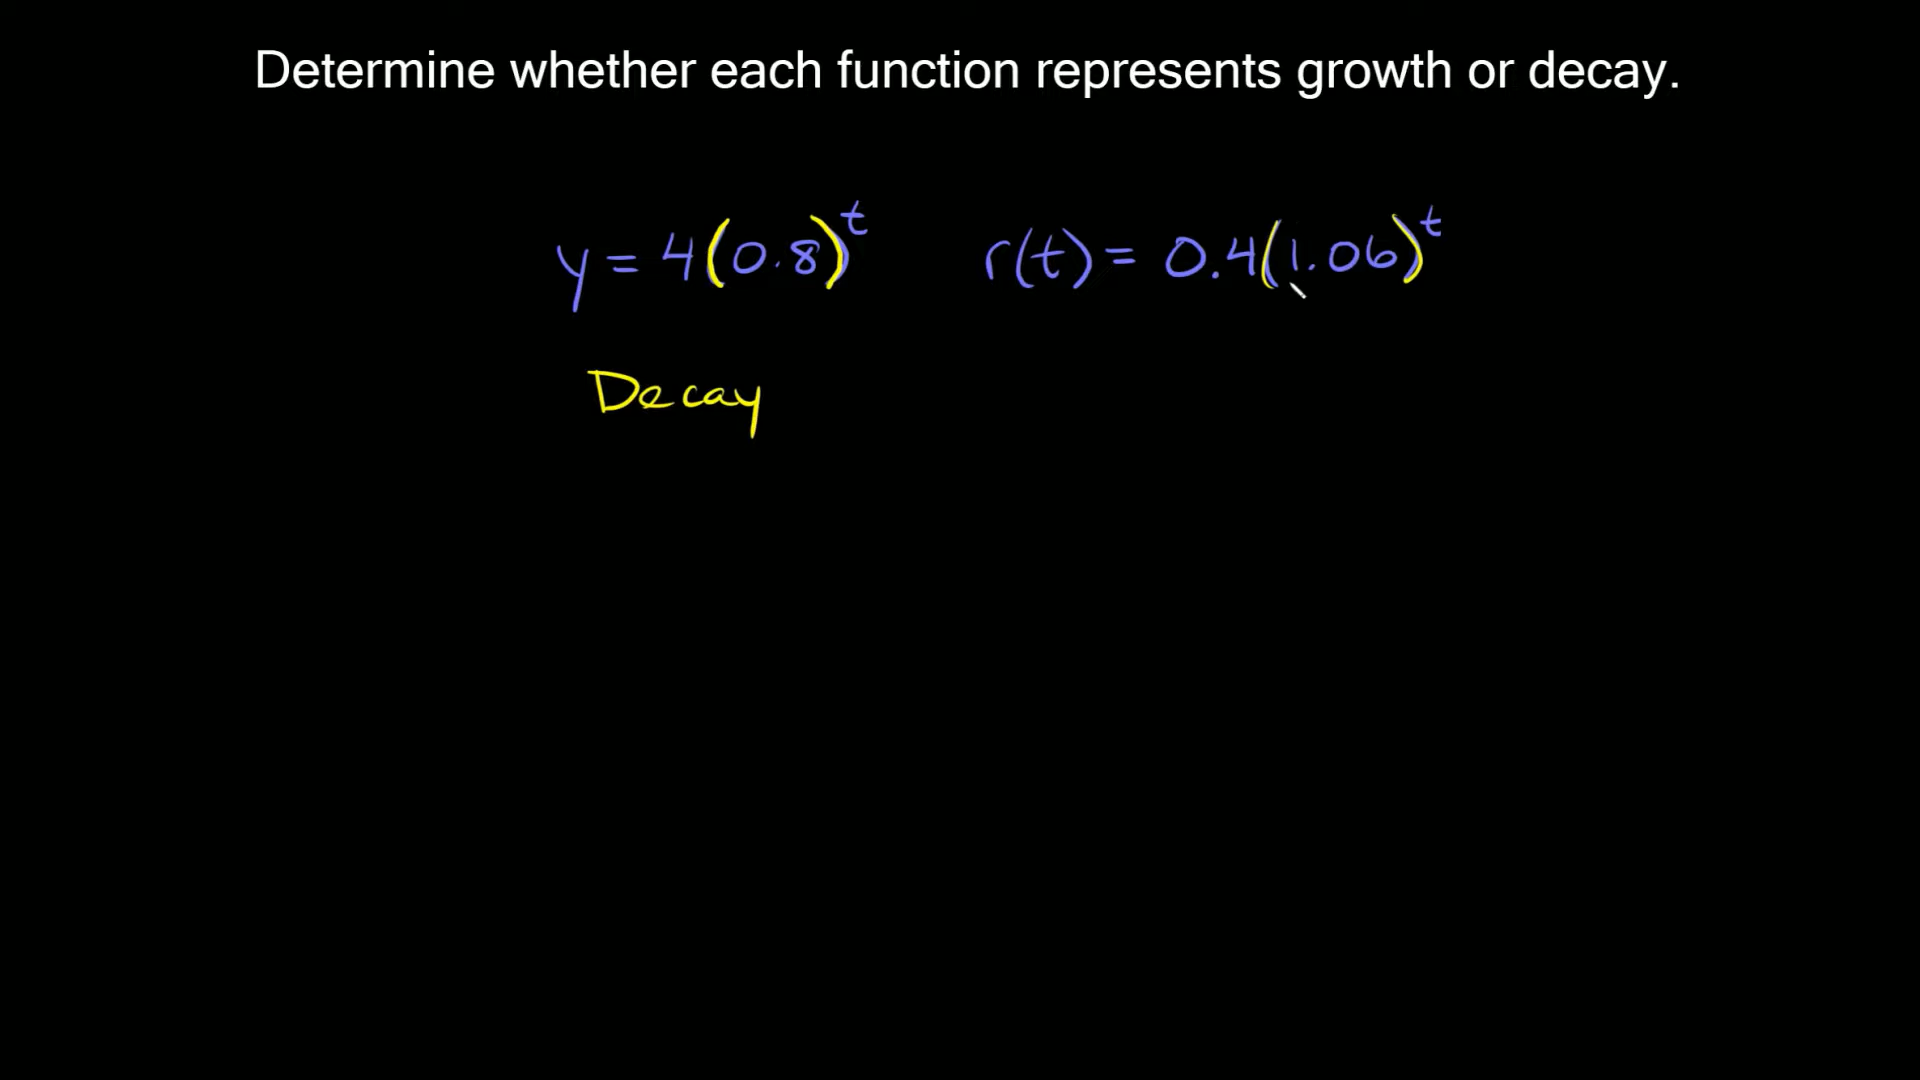 Determine whether each function represents growth or decay.
y = 4(0.8)^t r(t) = 0.4(1.06)^t
Decay